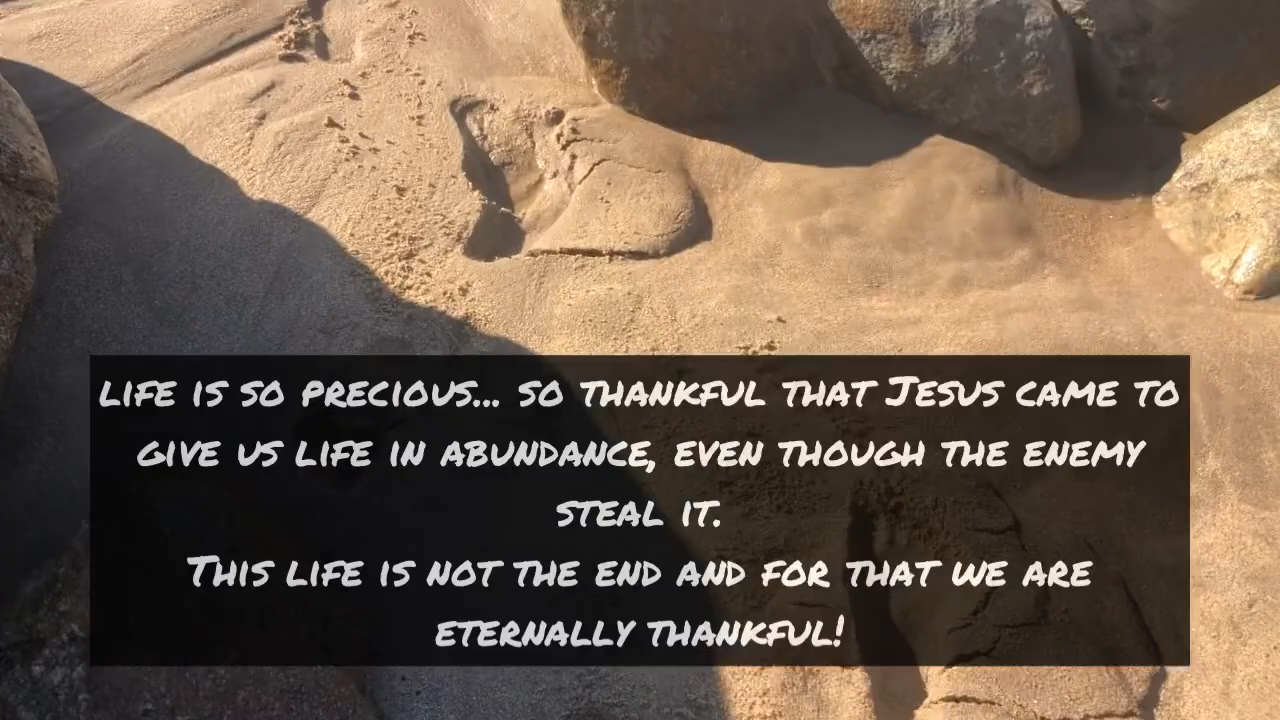 Life is so precious... so thankful that Jesus came to
give us life in abundance, even though the enemy
steal it.
This life is not the end and for that we are
eternally thankful!